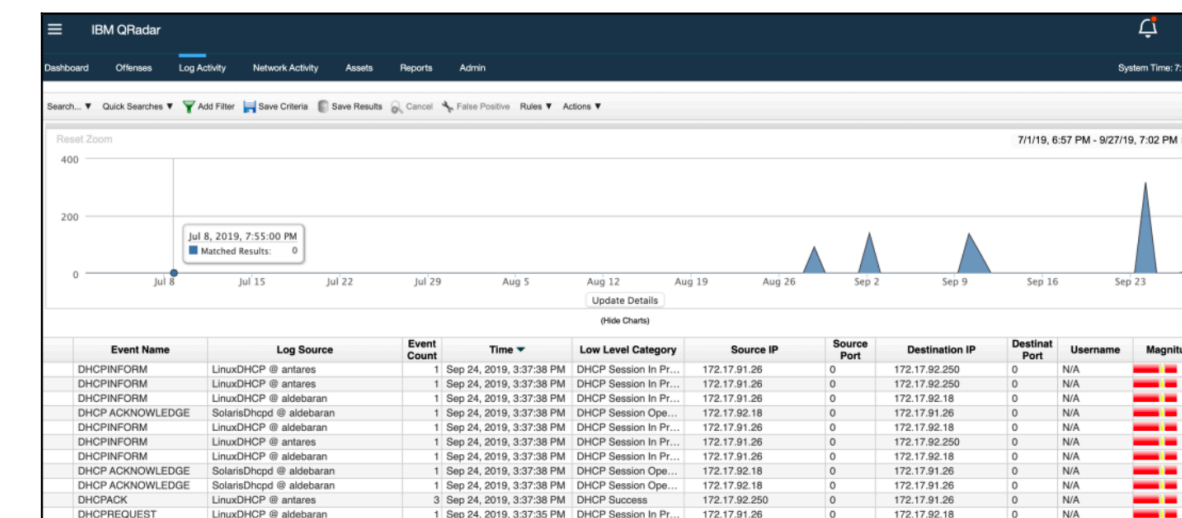 IBM QRadar
Dashboard Offenses Log Activity Network Activity Assets Reports Admin System Time: 7:
Search... ▼ Quick Searches ▼ Add Filter Save Criteria Save Results Cancel False Positive Rules ▼ Actions ▼
Reset Zoom 7/1/19, 6:57 PM - 9/27/19, 7:02 PM
400
200
Jul 8, 2019, 7:55:00 PM
Matched Results: 0
0
Jul 8 Jul 15 Jul 22 Jul 29 Aug 5 Aug 12 Aug 19 Aug 26 Sep 2 Sep 9 Sep 16 Sep 23
Update Details
(Hide Charts)
Event Name Log Source Event Count Time ▼ Low Level Category Source IP Source Port Destination IP Destinat Port Username Magnitu
DHCPINFORM LinuxDHCP @ antares 1 Sep 24, 2019, 3:37:38 PM DHCP Session In Pr... 172.17.91.26 0 172.17.92.250 0 N/A
DHCPINFORM LinuxDHCP @ antares 1 Sep 24, 2019, 3:37:38 PM DHCP Session In Pr... 172.17.91.26 0 172.17.92.250 0 N/A
DHCPINFORM LinuxDHCP @ aldebaran 1 Sep 24, 2019, 3:37:38 PM DHCP Session In Pr... 172.17.91.26 0 172.17.92.18 0 N/A
DHCP ACKNOWLEDGE SolarisDhcpd @ aldebaran 1 Sep 24, 2019, 3:37:38 PM DHCP Session Ope... 172.17.92.18 0 172.17.91.26 0 N/A
DHCPINFORM LinuxDHCP @ aldebaran 1 Sep 24, 2019, 3:37:38 PM DHCP Session In Pr... 172.17.91.26 0 172.17.92.18 0 N/A
DHCPINFORM LinuxDHCP @ antares 1 Sep 24, 2019, 3:37:38 PM DHCP Session In Pr... 172.17.91.26 0 172.17.92.250 0 N/A
DHCPINFORM LinuxDHCP @ aldebaran 1 Sep 24, 2019, 3:37:38 PM DHCP Session In Pr... 172.17.91.26 0 172.17.92.18 0 N/A
DHCP ACKNOWLEDGE SolarisDhcpd @ aldebaran 1 Sep 24, 2019, 3:37:38 PM DHCP Session Ope... 172.17.92.18 0 172.17.91.26 0 N/A
DHCP ACKNOWLEDGE SolarisDhcpd @ aldebaran 1 Sep 24, 2019, 3:37:38 PM DHCP Session Ope... 172.17.92.18 0 172.17.91.26 0 N/A
DHCPACK LinuxDHCP @ antares 3 Sep 24, 2019, 3:37:38 PM DHCP Success 172.17.92.250 0 172.17.91.26 0 N/A
DHCPREQUEST LinuxDHCP @ aldebaran 1 Sep 24, 2019, 3:37:35 PM DHCP Session In Pr... 172.17.91.26 0 172.17.92.18 0 N/A